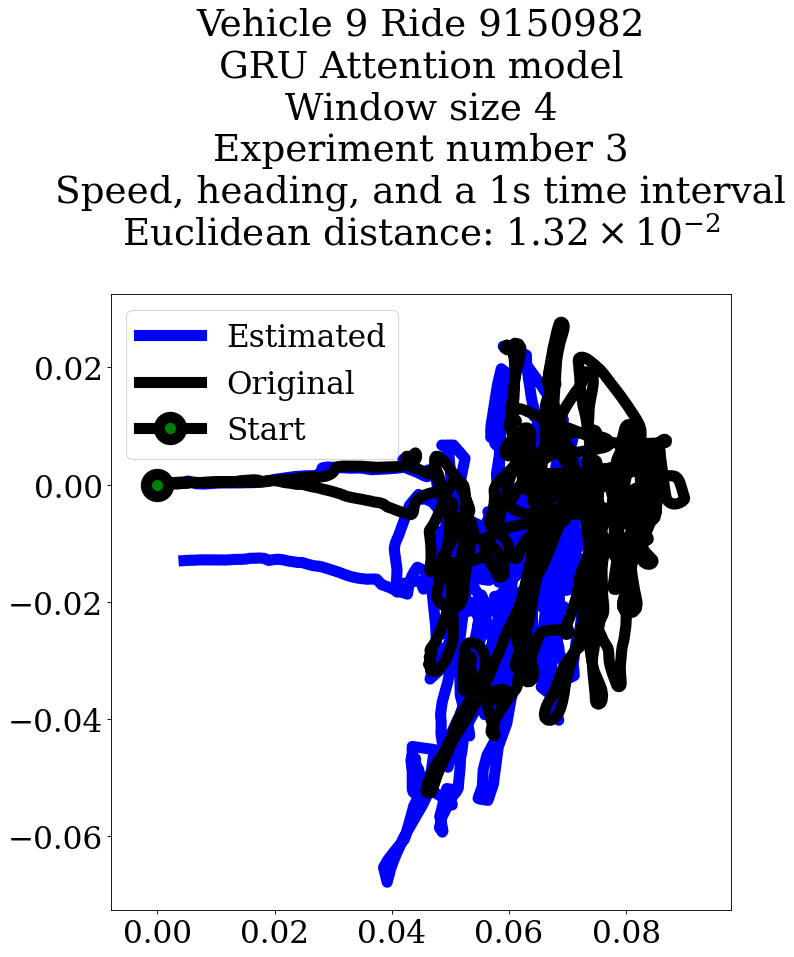 Vehicle 9 Ride 9150982
GRU Attention model
Window size 4
Experiment number 3
Speed, heading, and a 1s time interval
Euclidean distance: 1.32 × 10⁻²
Estimated
Original
Start
0.02
0.00
−0.02
−0.04
−0.06
0.00 0.02 0.04 0.06 0.08